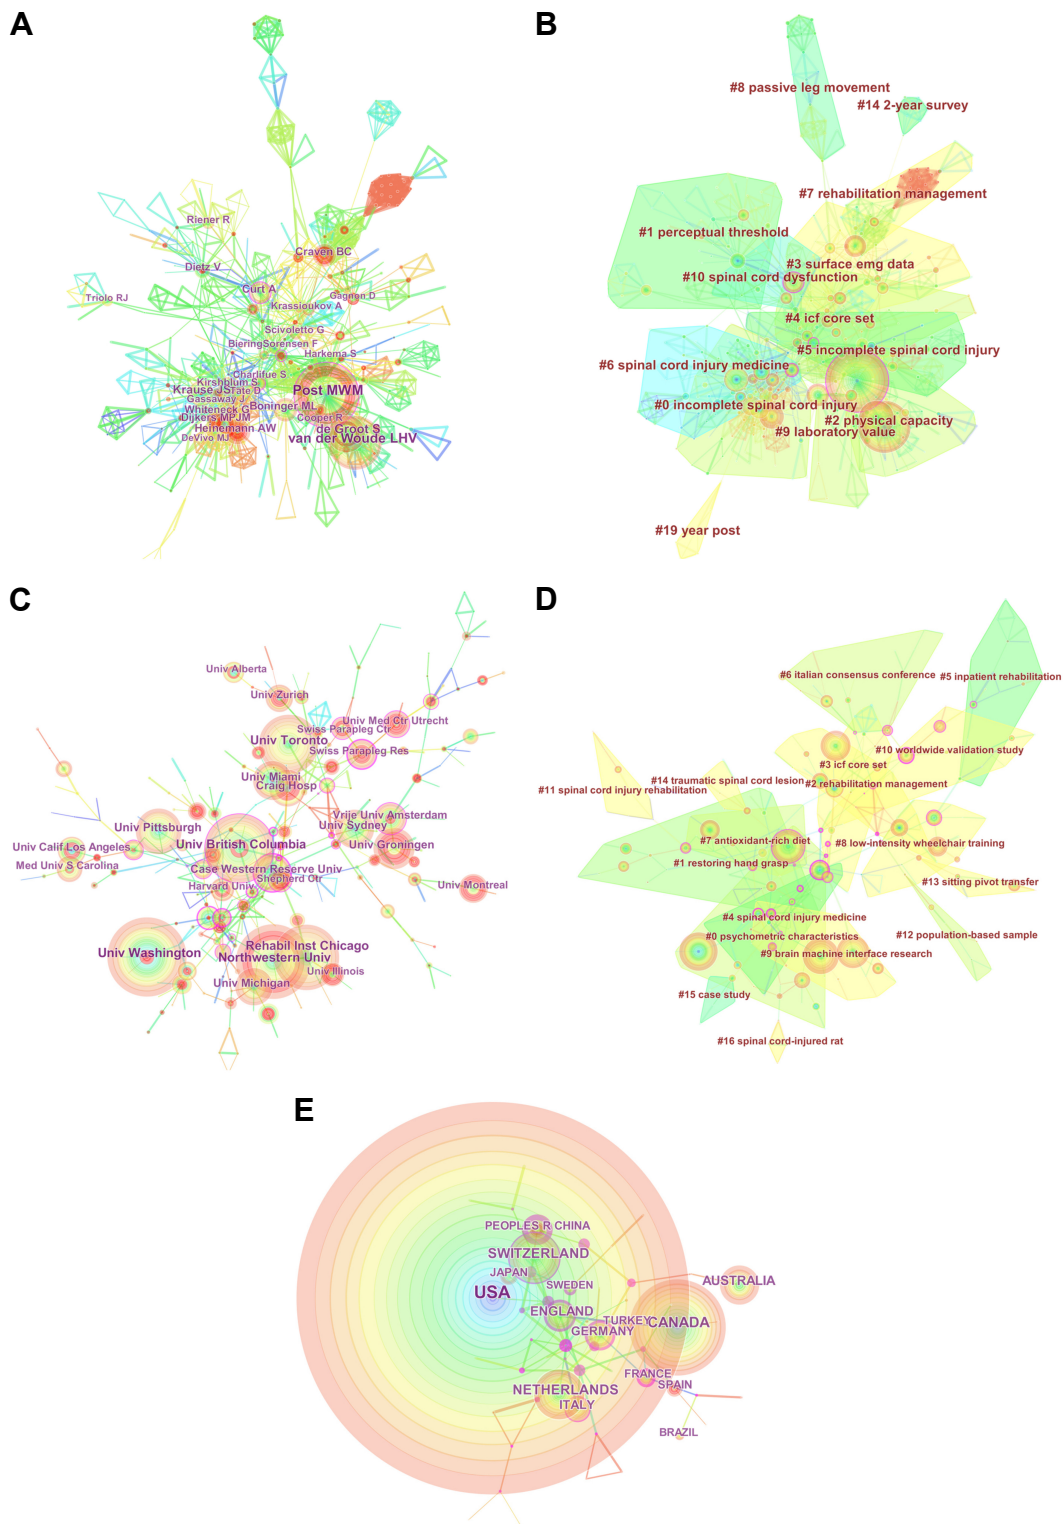 A
Riener R
Craven BC
Dietz V
Curt A
Gagnon D
Triolo RJ
Krassioukov A
Scivoletto G
BieringSorensen F
Harkema S
Charlifue S
Kirshblum S
Krause JS
Tate D
Post MWM
Gassaway J
Whiteneck G
Boninger ML
Dijkers MPJM
Cooper R
Heinemann AW
de Groot S
DeVivo MJ
van der Woude LHV
B
#8 passive leg movement
#14 2-year survey
#7 rehabilitation management
#1 perceptual threshold
#3 surface emg data
#10 spinal cord dysfunction
#4 icf core set
#5 incomplete spinal cord injury
#6 spinal cord injury medicine
#0 incomplete spinal cord injury
#2 physical capacity
#9 laboratory value
#19 year post
C
Univ Alberta
Univ Zurich
Univ Med Ctr Utrecht
Swiss Parapleg Ctr
Univ Toronto
Swiss Parapleg Res
Univ Miami
Craig Hosp
Vrije Univ Amsterdam
Univ Pittsburgh
Univ Sydney
Univ British Columbia
Univ Groningen
Univ Calif Los Angeles
Med Univ S Carolina
Case Western Reserve Univ
Shepherd Ctr
Harvard Univ
Univ Montreal
Univ Washington
Rehabil Inst Chicago
Northwestern Univ
Univ Illinois
Univ Michigan
D
#6 italian consensus conference
#5 inpatient rehabilitation
#10 worldwide validation study
#3 icf core set
#14 traumatic spinal cord lesion
#2 rehabilitation management
#11 spinal cord injury rehabilitation
#7 antioxidant-rich diet
#8 low-intensity wheelchair training
#1 restoring hand grasp
#13 sitting pivot transfer
#4 spinal cord injury medicine
#0 psychometric characteristics
#12 population-based sample
#9 brain machine interface research
#15 case study
#16 spinal cord-injured rat
E
PEOPLES R CHINA
SWITZERLAND
JAPAN
SWEDEN
AUSTRALIA
USA
ENGLAND
TURKEY
CANADA
GERMANY
FRANCE
SPAIN
NETHERLANDS
ITALY
BRAZIL